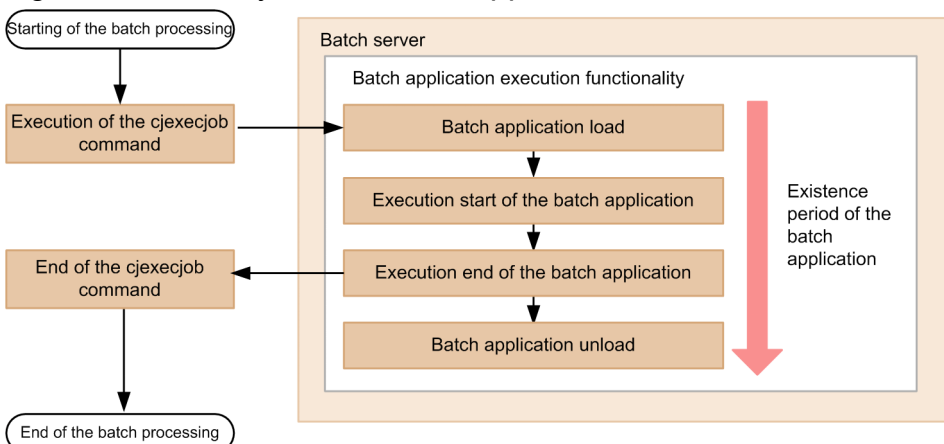 Starting of the batch processing
Batch server
Batch application execution functionality
Execution of the cjexecjob
command
Batch application load
Execution start of the batch application
Existence
period of the
batch
application
End of the cjexecjob
command
Execution end of the batch application
Batch application unload
End of the batch processing